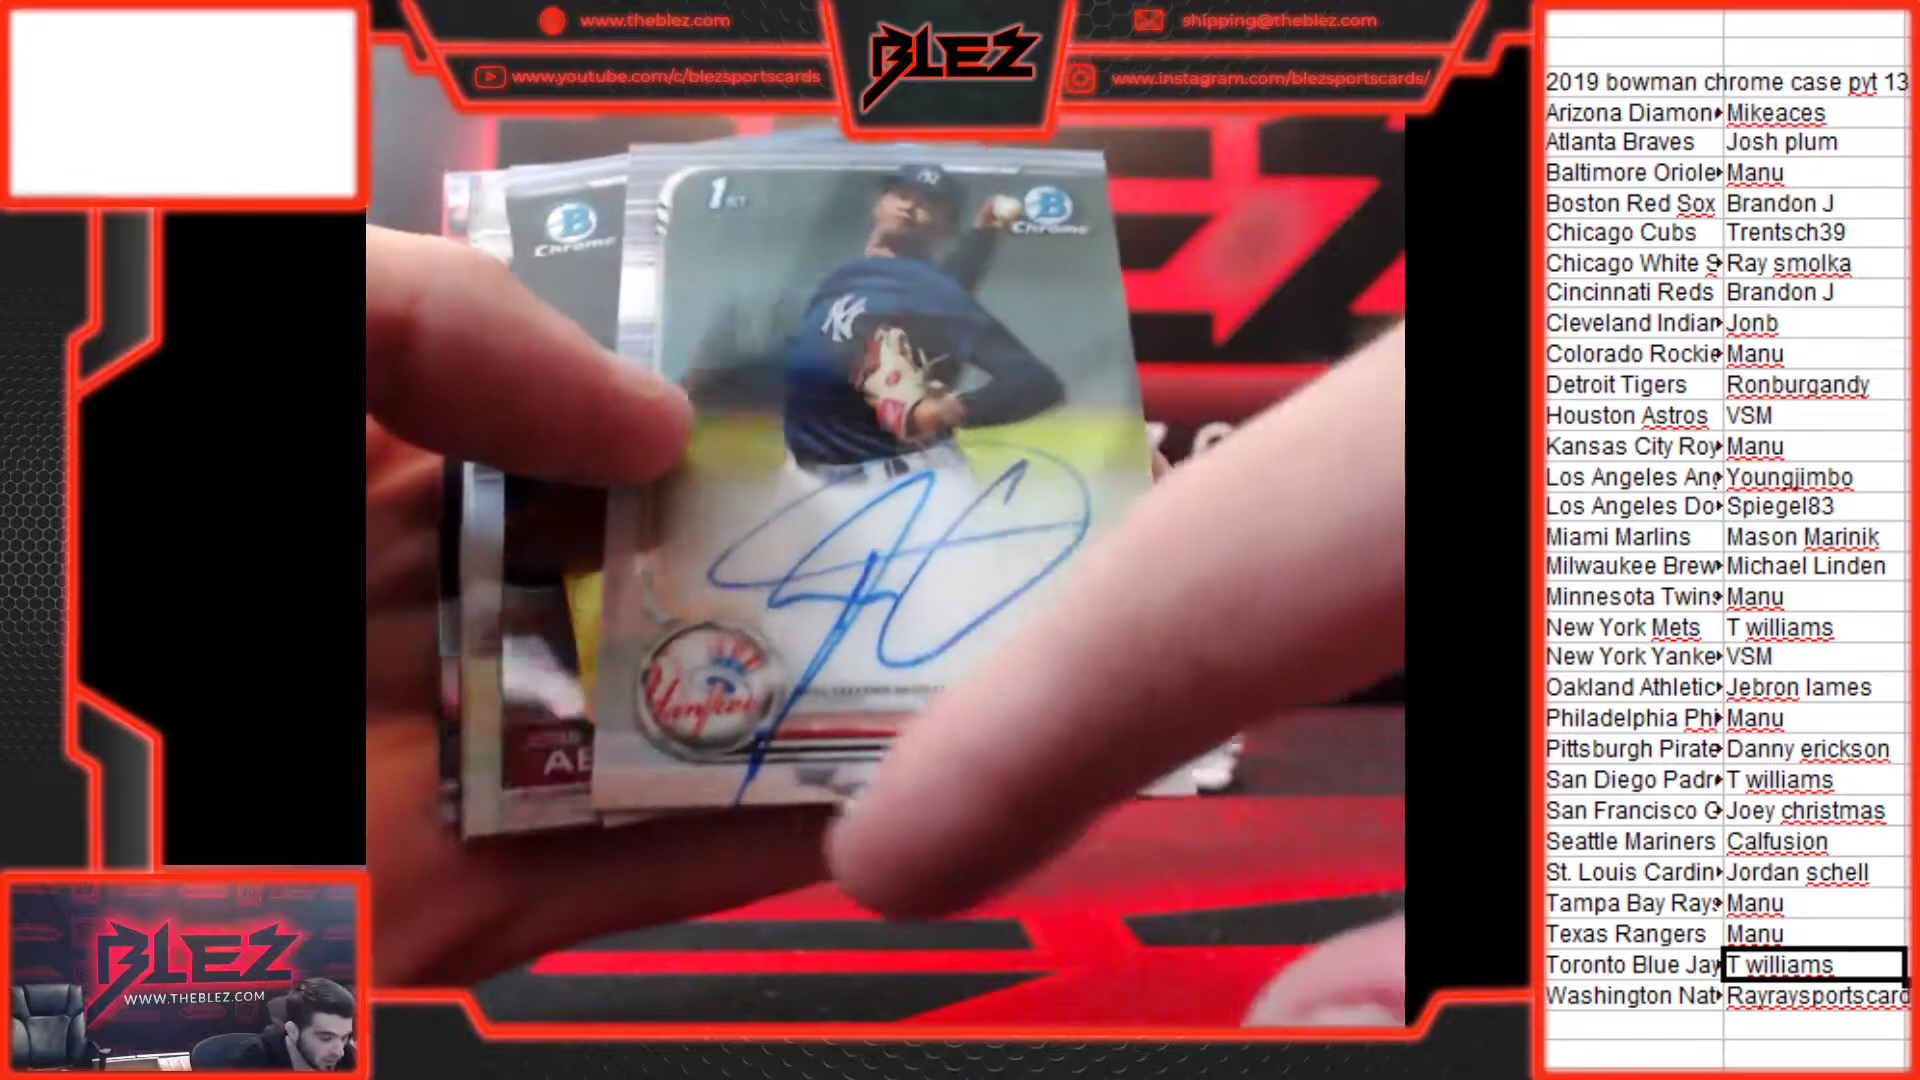 www.theblez.com
BLEZ
shipping@theblez.com
www.youtube.com/c/blezsportscards
www.instagram.com/blezsportscards/
1ST
B
Chrome
B
Chrome
NY
Yankees
AB
BLEZ
WWW.THEBLEZ.COM
2019 bowman chrome case pyt 13
Arizona Diamon Mikeaces
Atlanta Braves Josh plum
Baltimore Oriole Manu
Boston Red Sox Brandon J
Chicago Cubs Trentsch39
Chicago White S Ray smolka
Cincinnati Reds Brandon J
Cleveland Indian Jonb
Colorado Rockie Manu
Detroit Tigers Ronburgandy
Houston Astros VSM
Kansas City Roy Manu
Los Angeles Ang Youngjimbo
Los Angeles Do Spiegel83
Miami Marlins Mason Marinik
Milwaukee Brew Michael Linden
Minnesota Twins Manu
New York Mets T williams
New York Yanke VSM
Oakland Athletic Jebron lames
Philadelphia Phi Manu
Pittsburgh Pirate Danny erickson
San Diego Padr T williams
San Francisco G Joey christmas
Seattle Mariners Calfusion
St. Louis Cardin Jordan schell
Tampa Bay Rays Manu
Texas Rangers Manu
Toronto Blue Jay T williams
Washington Nat Rayraysportscard